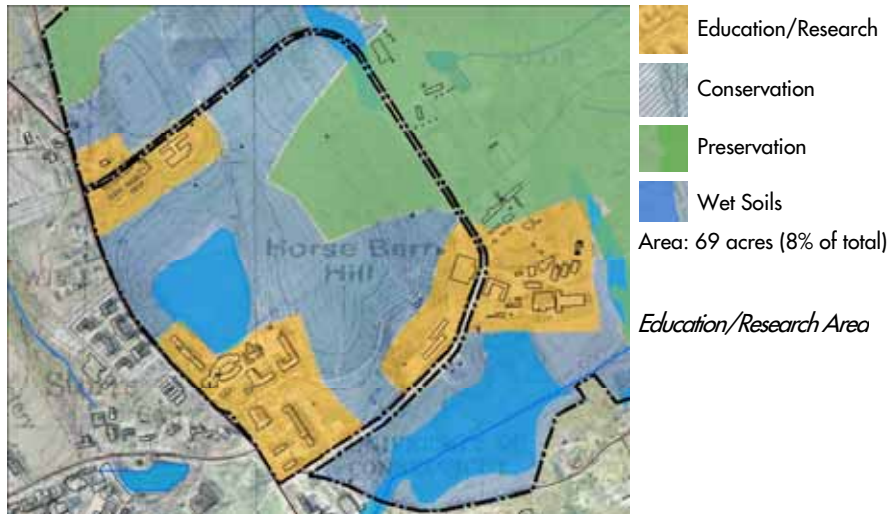 Education/Research
Conservation
Preservation
Wet Soils
Area: 69 acres (8% of total)
Education/Research Area
Horse Barn
Hill